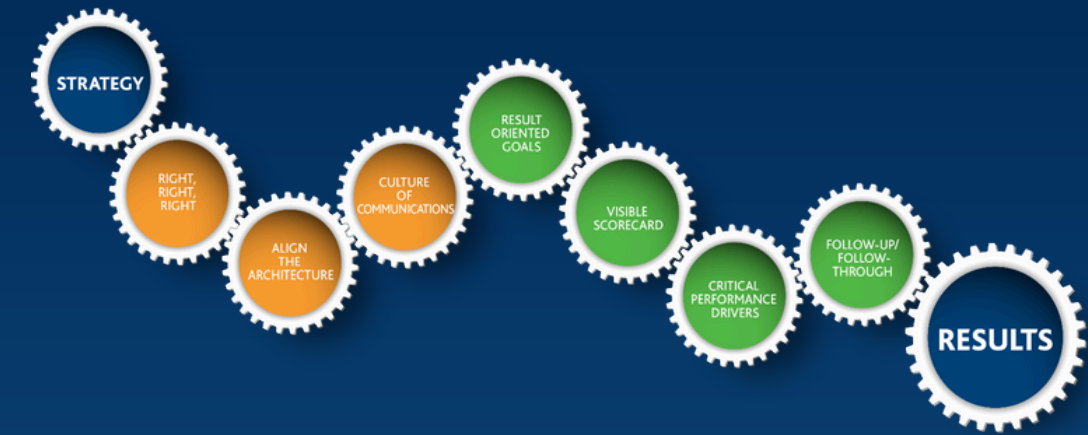 STRATEGY
RIGHT,
RIGHT,
RIGHT
ALIGN
THE
ARCHITECTURE
CULTURE
OF
COMMUNICATIONS
RESULT
ORIENTED
GOALS
VISIBLE
SCORECARD
CRITICAL
PERFORMANCE
DRIVERS
FOLLOW-UP/
FOLLOW-
THROUGH
RESULTS